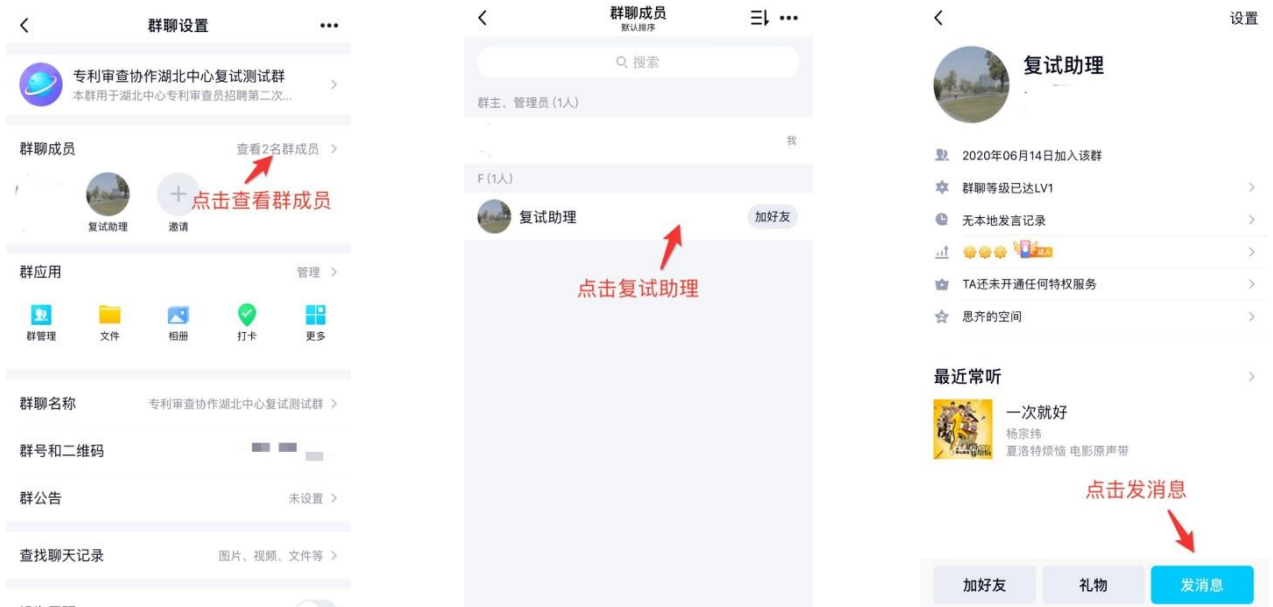 群聊设置
专利审查协作湖北中心复试测试群
本群用于湖北中心专利审查员招聘第二次...
群聊成员
查看2名群成员
点击查看群成员
复试助理
邀请
群应用
管理
群管理
文件
相册
打卡
更多
群聊名称
专利审查协作湖北中心复试测试群
群号和二维码
群公告
未设置
查找聊天记录
图片、视频、文件等
群聊成员
默认排序
搜索
群主、管理员 (1人)
我
F (1人)
复试助理
加好友
点击复试助理
设置
复试助理
2020年06月14日加入该群
群聊等级已达LV1
无本地发言记录
达人
TA还未开通任何特权服务
思齐的空间
最近常听
一次就好
杨宗纬
夏洛特烦恼 电影原声带
点击发消息
加好友
礼物
发消息